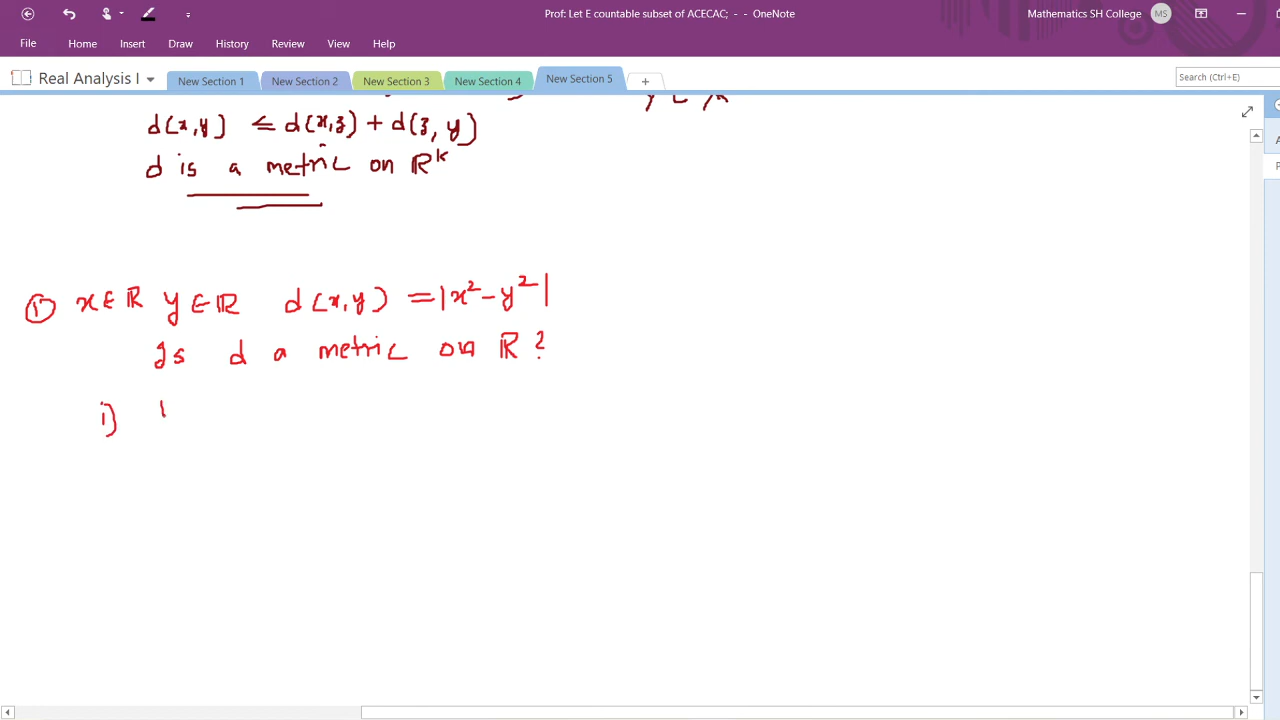 Prof: Let E countable subset of ACECAC; - - OneNote
Mathematics SH College
MS
File Home Insert Draw History Review View Help
Real Analysis I
New Section 1 New Section 2 New Section 3 New Section 4 New Section 5 +
Search (Ctrl+E)
d(x,y) ≤ d(x,z) + d(z,y)
d is a metric on ℝᵏ
① x∈ℝ y∈ℝ d(x,y) = |x²-y²|
Is d a metric on ℝ?
i)